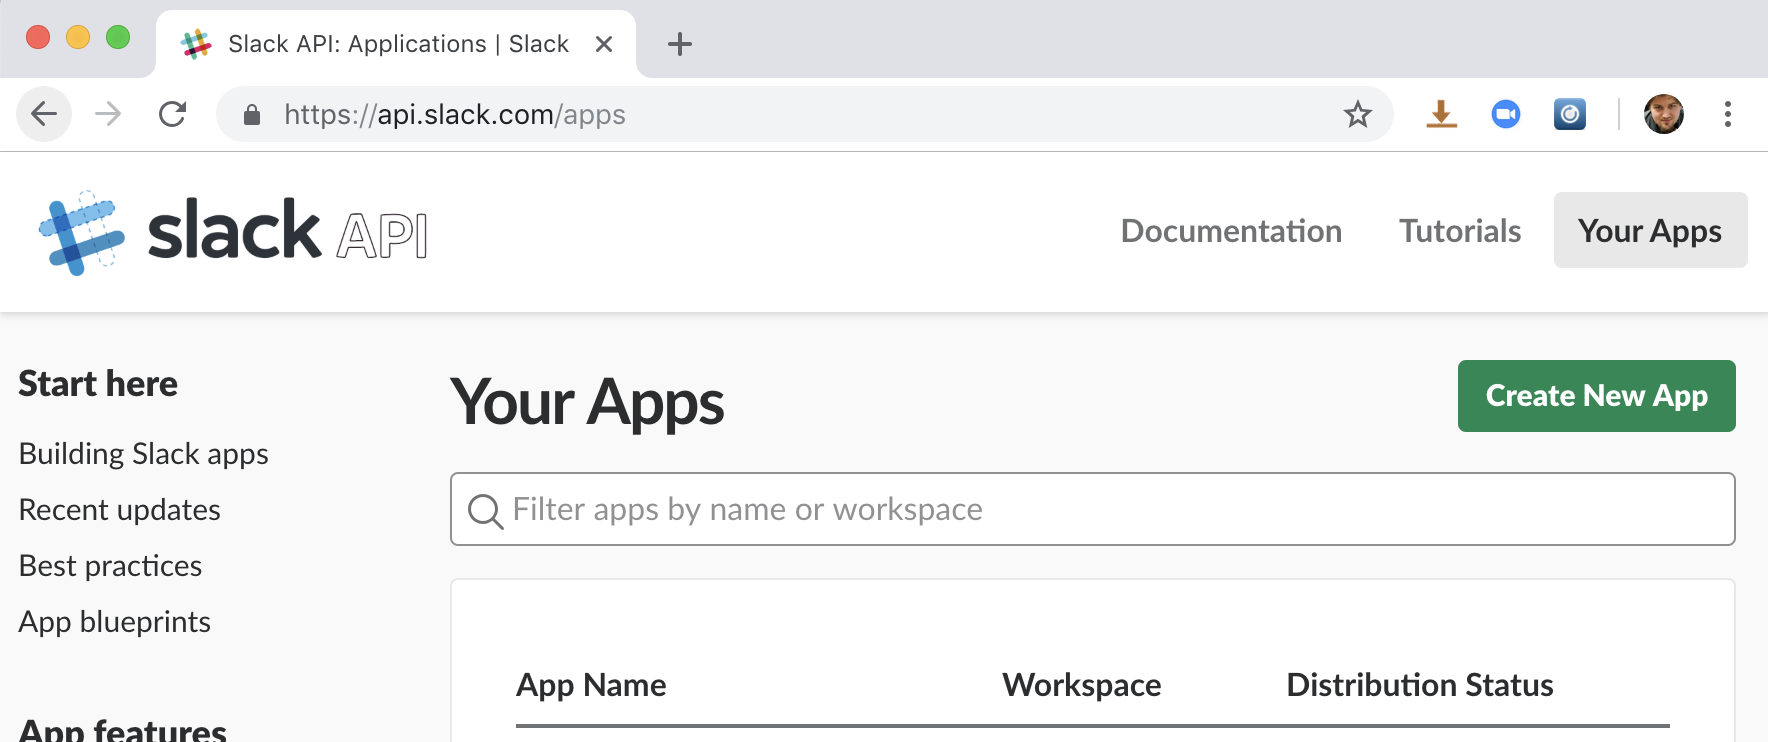 Slack API: Applications | Slack
https://api.slack.com/apps
slack API
Documentation Tutorials Your Apps
Start here
Building Slack apps
Recent updates
Best practices
App blueprints
App features
Your Apps
Create New App
Filter apps by name or workspace
App Name Workspace Distribution Status